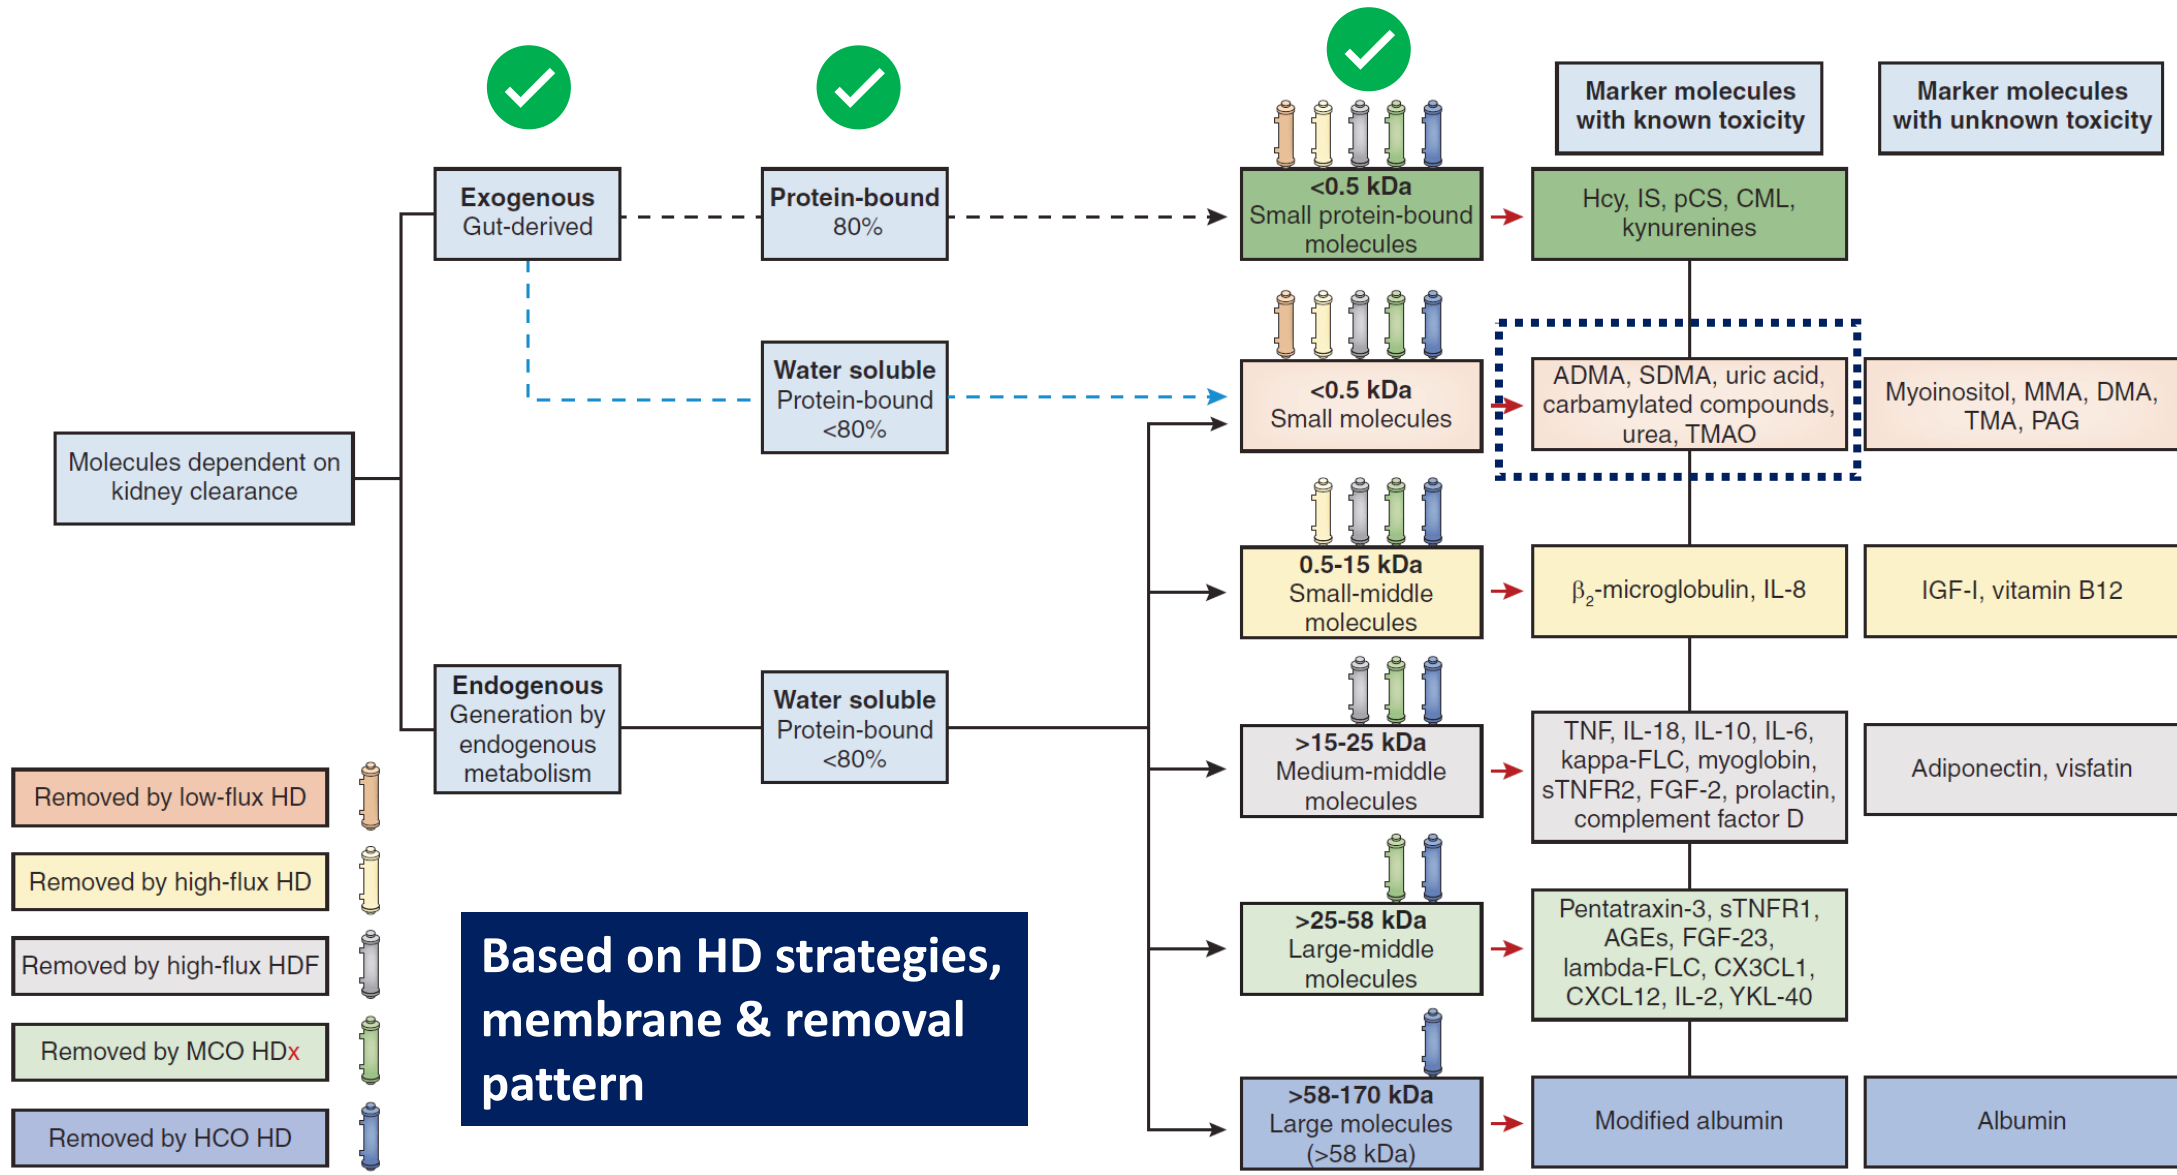 Marker molecules
with known toxicity
Marker molecules
with unknown toxicity
Exogenous
Gut-derived
Protein-bound
80%
<0.5 kDa
Small protein-bound
molecules
Hcy, IS, pCS, CML,
kynurenines
Water soluble
Protein-bound
<80%
<0.5 kDa
Small molecules
ADMA, SDMA, uric acid,
carbamylated compounds,
urea, TMAO
Myoinositol, MMA, DMA,
TMA, PAG
Molecules dependent on
kidney clearance
0.5-15 kDa
Small-middle
molecules
β2-microglobulin, IL-8
IGF-I, vitamin B12
Endogenous
Generation by
endogenous
metabolism
Water soluble
Protein-bound
<80%
>15-25 kDa
Medium-middle
molecules
TNF, IL-18, IL-10, IL-6,
kappa-FLC, myoglobin,
sTNFR2, FGF-2, prolactin,
complement factor D
Adiponectin, visfatin
>25-58 kDa
Large-middle
molecules
Pentatraxin-3, sTNFR1,
AGEs, FGF-23,
lambda-FLC, CX3CL1,
CXCL12, IL-2, YKL-40
>58-170 kDa
Large molecules
(>58 kDa)
Modified albumin
Albumin
Removed by low-flux HD
Removed by high-flux HD
Removed by high-flux HDF
Removed by MCO HDx
Removed by HCO HD
Based on HD strategies,
membrane & removal
pattern